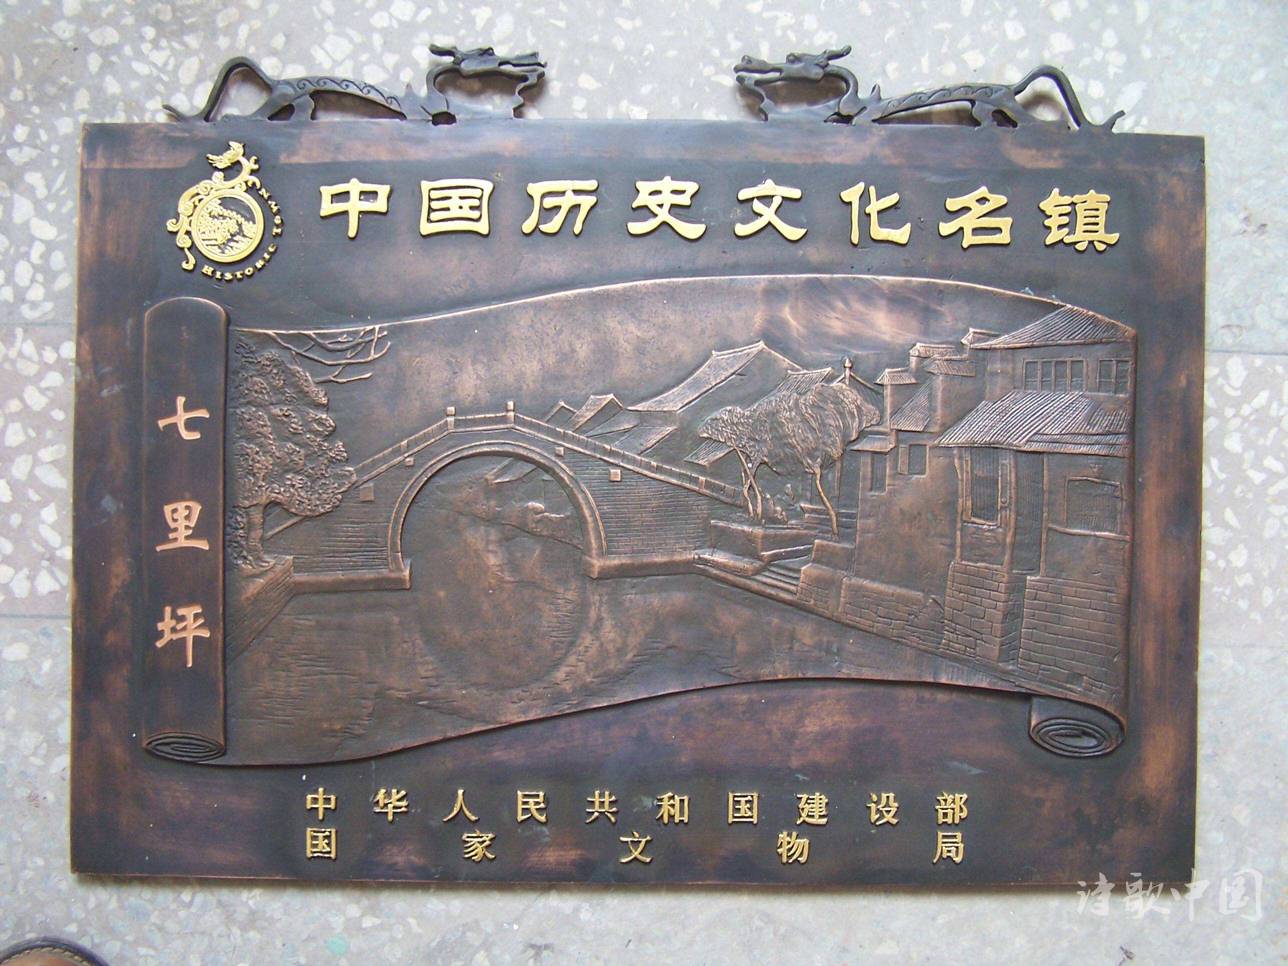 中国历史文化名镇
HISTORIC TOWN
七里坪
中华人民共和国建设部
国家文物局
诗歌中国